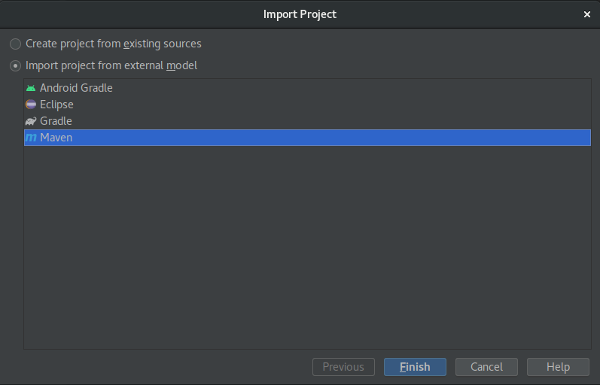 Import Project
Create project from existing sources
Import project from external model
Android Gradle
Eclipse
Gradle
Maven
Previous
Finish
Cancel
Help